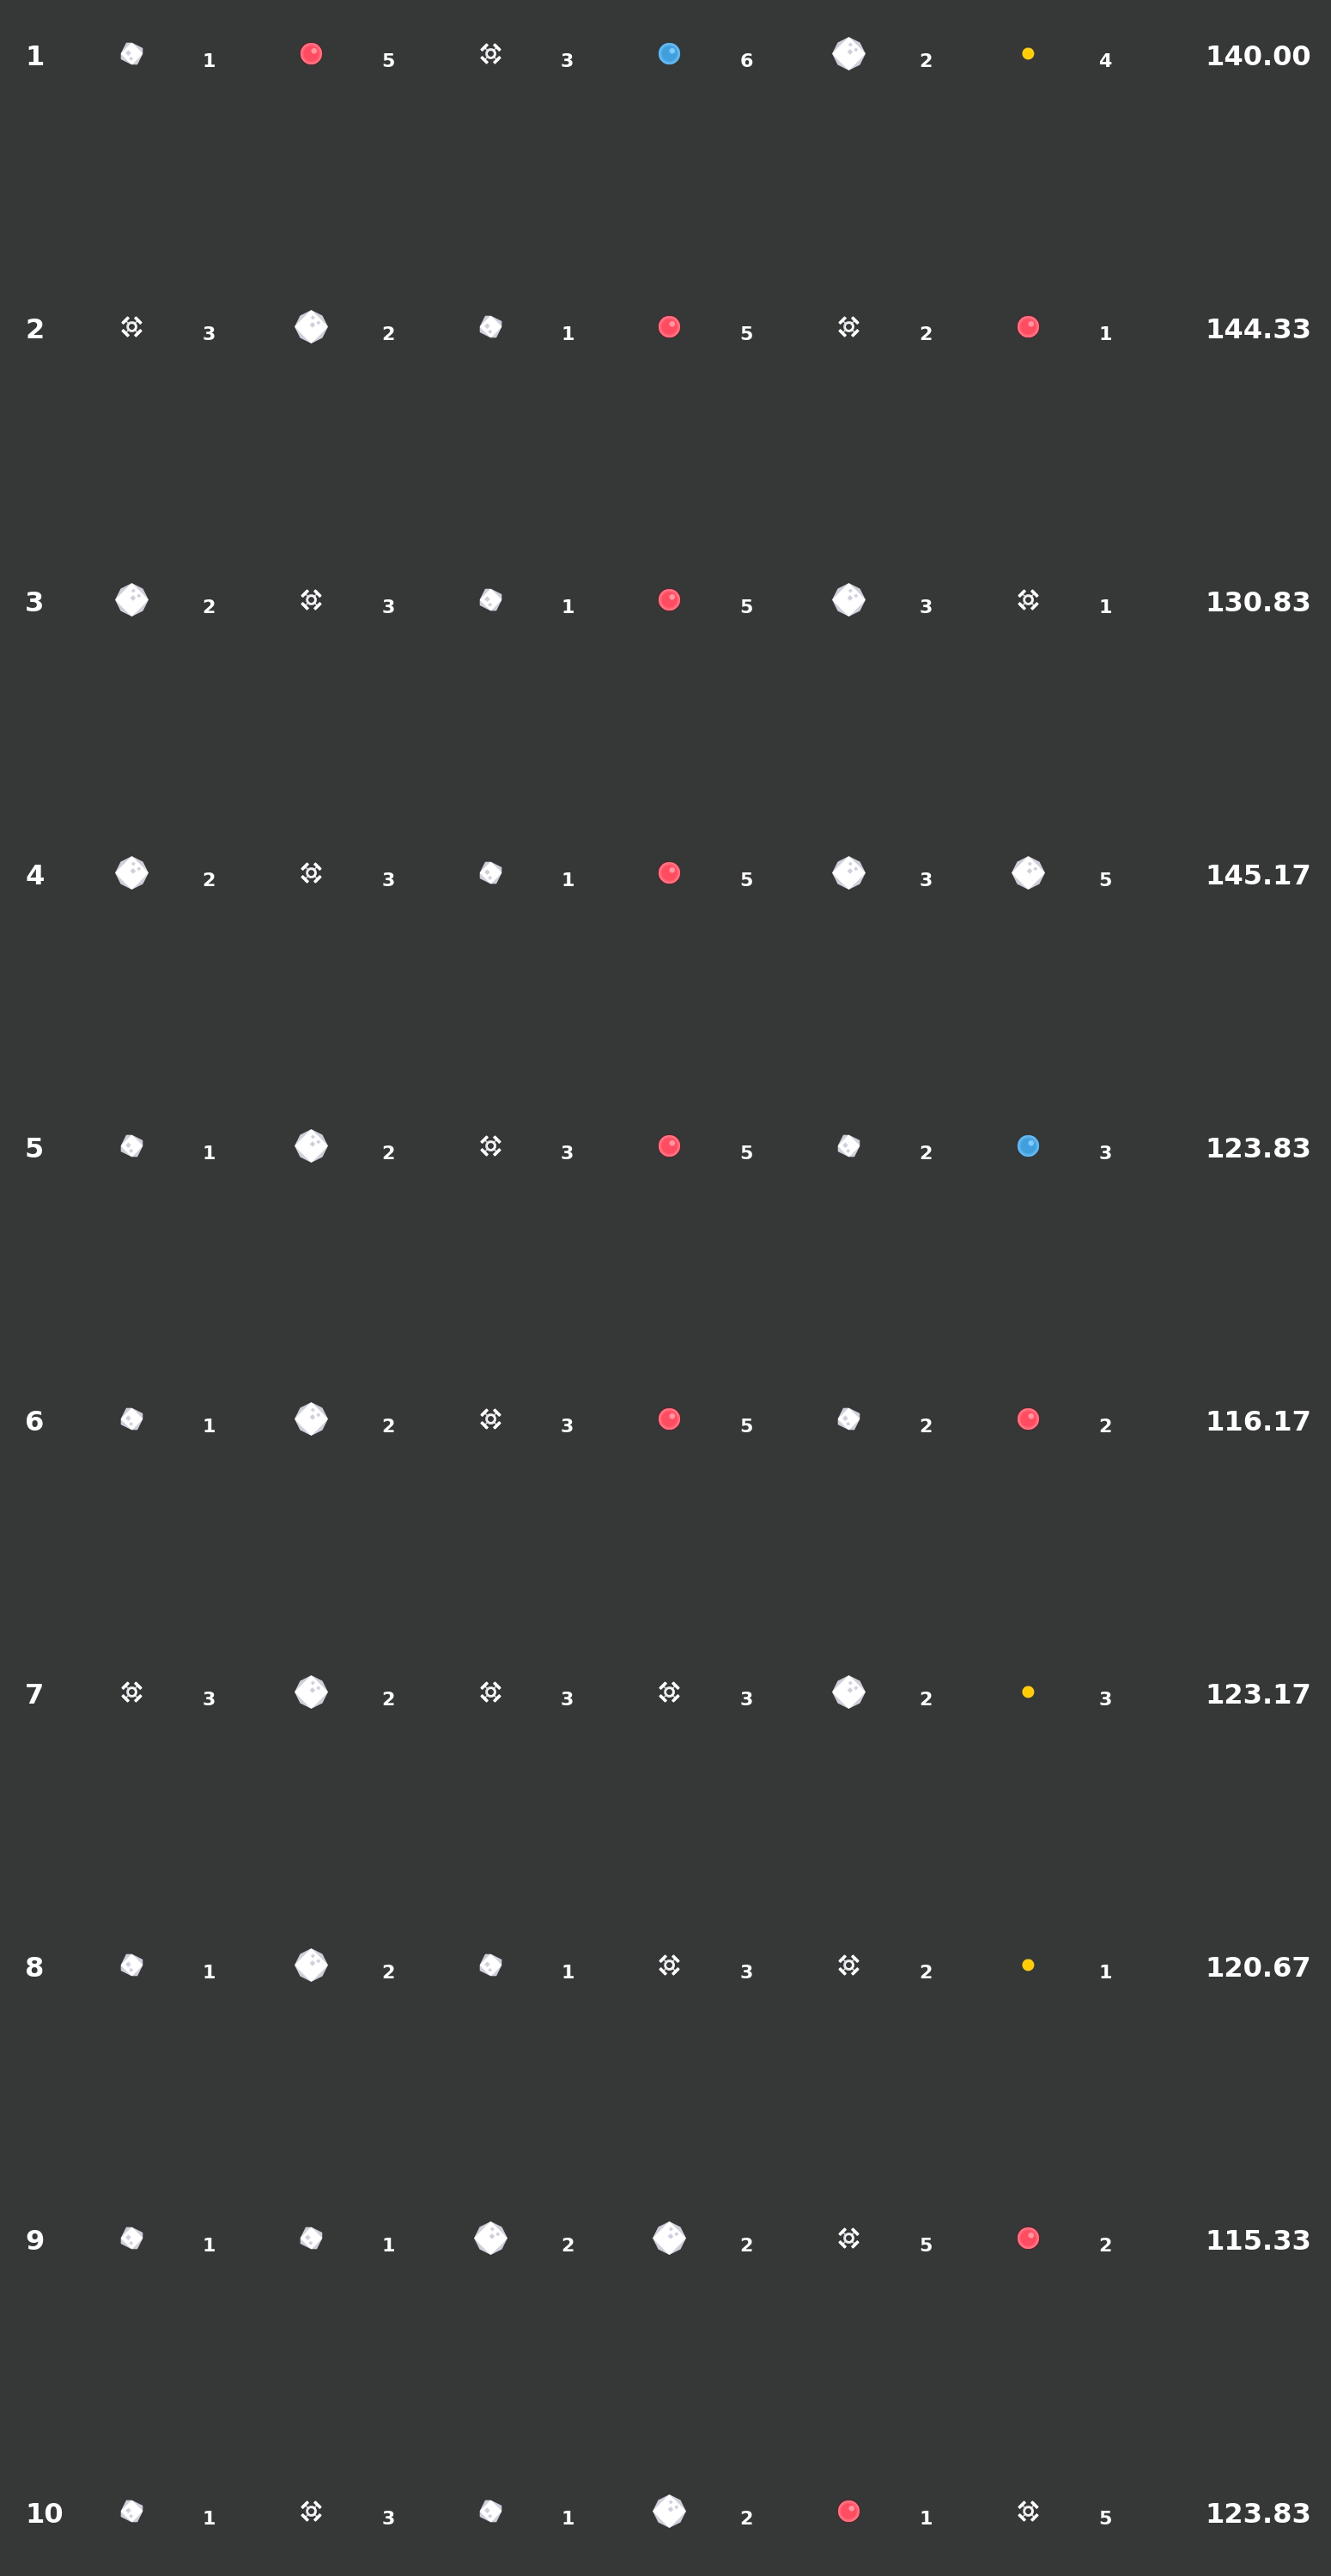 1 1 5 3 6 2 4 140.00
2 3 2 1 5 2 1 144.33
3 2 3 1 5 3 1 130.83
4 2 3 1 5 3 5 145.17
5 1 2 3 5 2 3 123.83
6 1 2 3 5 2 2 116.17
7 3 2 3 3 2 3 123.17
8 1 2 1 3 2 1 120.67
9 1 1 2 2 5 2 115.33
10 1 3 1 2 1 5 123.83